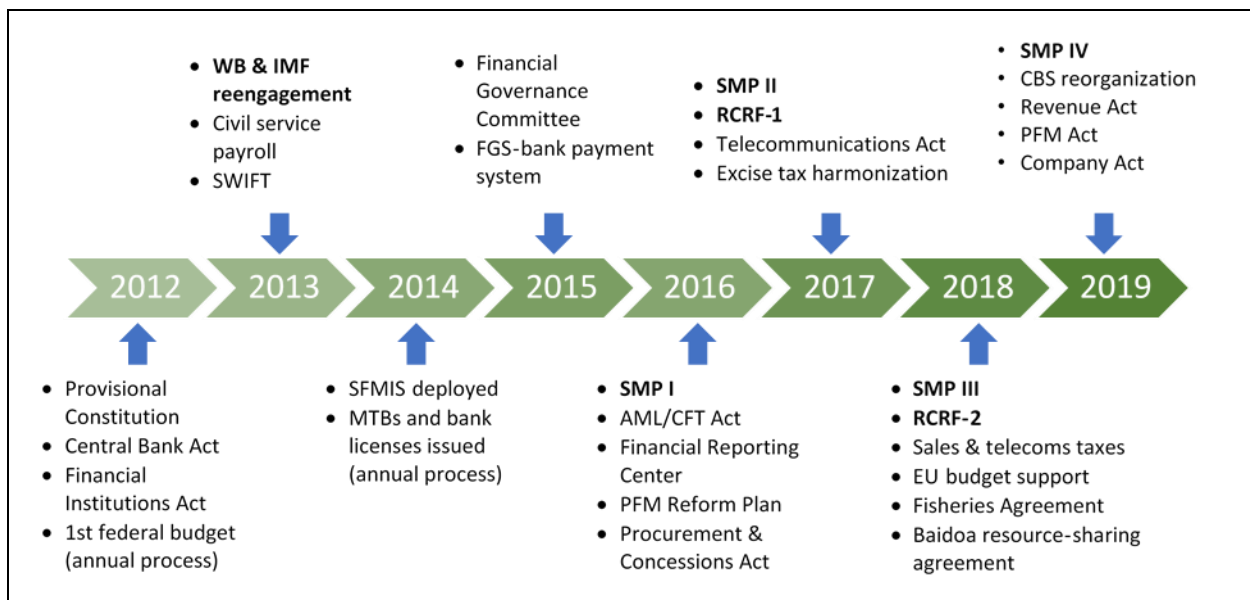 • WB & IMF
reengagement
• Civil service
payroll
• SWIFT
• Financial
Governance
Committee
• FGS-bank payment
system
• SMP II
• RCRF-1
• Telecommunications Act
• Excise tax harmonization
• SMP IV
• CBS reorganization
• Revenue Act
• PFM Act
• Company Act
2012 2013 2014 2015 2016 2017 2018 2019
• Provisional
Constitution
• Central Bank Act
• Financial
Institutions Act
• 1st federal budget
(annual process)
• SFMIS deployed
• MTBs and bank
licenses issued
(annual process)
• SMP I
• AML/CFT Act
• Financial Reporting
Center
• PFM Reform Plan
• Procurement &
Concessions Act
• SMP III
• RCRF-2
• Sales & telecoms taxes
• EU budget support
• Fisheries Agreement
• Baidoa resource-sharing
agreement